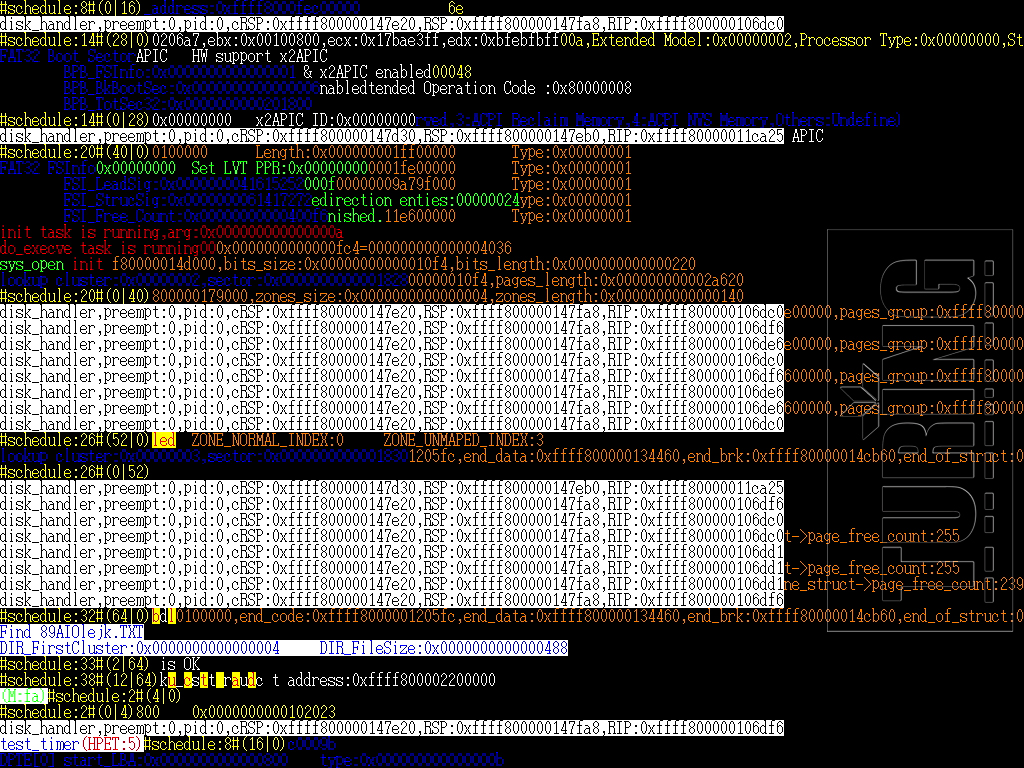 #schedule:8#(0|16)_address:0xffff8000fec00000 6e
disk_handler,preempt:0,pid:0,cRSP:0xffff800000147e20,RSP:0xffff800000147fa8,RIP:0xffff800000106dc0
#schedule:14#(28|0)0206a7,ebx:0x00100800,ecx:0x17bae3ff,edx:0xbfebfbff00a,Extended Model:0x00000002,Processor Type:0x00000000,St
FAT32 Boot SectorAPIC HW support x2APIC
BPB_FSInfo:0x0000000000000001 & x2APIC enabled00048
BPB_BkBootSec:0x0000000000000006nabledtended Operation Code :0x80000008
BPB_TotSec32:0x0000000000201800
#schedule:14#(0|28)0x00000000 x2APIC ID:0x00000000rved,3:ACPI Reclaim Memory,4:ACPI NVS Memory,Others:Undefine)
disk_handler,preempt:0,pid:0,cRSP:0xffff800000147d30,RSP:0xffff800000147eb0,RIP:0xffff80000011ca25 APIC
#schedule:20#(40|0)0100000 Length:0x000000001ff00000 Type:0x00000001
FAT32 FSInfo0x00000000 Set LVT PPR:0x000000000001fe00000 Type:0x00000001
FSI_LeadSig:0x0000000041615252000f00000009a79f000 Type:0x00000001
FSI_StrucSig:0x0000000061417272edirection enties:00000024ype:0x00000001
FSI_Free_Count:0x00000000000400f6nished.11e600000 Type:0x00000001
init task is running,arg:0x000000000000000a
do_execve task is running000x0000000000000fc4=0000000000000004036
sys_open init f80000014d000,bits_size:0x00000000000010f4,bits_length:0x0000000000000220
lookup cluster:0x00000002,sector:0x000000000000182800000010f4,pages_length:0x000000000002a620
#schedule:20#(0|40)800000179000,zones_size:0x0000000000000004,zones_length:0x0000000000000140
disk_handler,preempt:0,pid:0,cRSP:0xffff800000147e20,RSP:0xffff800000147fa8,RIP:0xffff800000106dc0e00000,pages_group:0xffff80000
disk_handler,preempt:0,pid:0,cRSP:0xffff800000147e20,RSP:0xffff800000147fa8,RIP:0xffff800000106df6
disk_handler,preempt:0,pid:0,cRSP:0xffff800000147e20,RSP:0xffff800000147fa8,RIP:0xffff800000106de6e00000,pages_group:0xffff80000
disk_handler,preempt:0,pid:0,cRSP:0xffff800000147e20,RSP:0xffff800000147fa8,RIP:0xffff800000106dc0
disk_handler,preempt:0,pid:0,cRSP:0xffff800000147e20,RSP:0xffff800000147fa8,RIP:0xffff800000106df6600000,pages_group:0xffff80000
disk_handler,preempt:0,pid:0,cRSP:0xffff800000147e20,RSP:0xffff800000147fa8,RIP:0xffff800000106de6
disk_handler,preempt:0,pid:0,cRSP:0xffff800000147e20,RSP:0xffff800000147fa8,RIP:0xffff800000106de6600000,pages_group:0xffff80000
disk_handler,preempt:0,pid:0,cRSP:0xffff800000147e20,RSP:0xffff800000147fa8,RIP:0xffff800000106dc0
#schedule:26#(52|0)led ZONE_NORMAL_INDEX:0 ZONE_UNMAPED_INDEX:3
lookup cluster:0x00000003,sector:0x00000000000018301205fc,end_data:0xffff800000134460,end_brk:0xffff80000014cb60,end_of_struct:0
#schedule:26#(0|52)
disk_handler,preempt:0,pid:0,cRSP:0xffff800000147d30,RSP:0xffff800000147eb0,RIP:0xffff80000011ca25
disk_handler,preempt:0,pid:0,cRSP:0xffff800000147e20,RSP:0xffff800000147fa8,RIP:0xffff800000106df6
disk_handler,preempt:0,pid:0,cRSP:0xffff800000147e20,RSP:0xffff800000147fa8,RIP:0xffff800000106dc0
disk_handler,preempt:0,pid:0,cRSP:0xffff800000147e20,RSP:0xffff800000147fa8,RIP:0xffff800000106dc0t->page_free_count:255
disk_handler,preempt:0,pid:0,cRSP:0xffff800000147e20,RSP:0xffff800000147fa8,RIP:0xffff800000106dd1
disk_handler,preempt:0,pid:0,cRSP:0xffff800000147e20,RSP:0xffff800000147fa8,RIP:0xffff800000106dd1t->page_free_count:255
disk_handler,preempt:0,pid:0,cRSP:0xffff800000147e20,RSP:0xffff800000147fa8,RIP:0xffff800000106dd1ne_struct->page_free_count:239
disk_handler,preempt:0,pid:0,cRSP:0xffff800000147e20,RSP:0xffff800000147fa8,RIP:0xffff800000106df6
#schedule:32#(64|0)bdl0100000,end_code:0xffff8000001205fc,end_data:0xffff800000134460,end_brk:0xffff80000014cb60,end_of_struct:0
Find 89AIOlejk.TXT
DIR_FirstCluster:0x0000000000000004 DIR_FileSize:0x0000000000000488
#schedule:33#(2|64) is OK
#schedule:38#(12|64)ku_csttraudc t address:0xffff800002200000
(M:fa)#schedule:2#(4|0)
#schedule:2#(0|4)800 0x0000000000102023
disk_handler,preempt:0,pid:0,cRSP:0xffff800000147e20,RSP:0xffff800000147fa8,RIP:0xffff800000106df6
test_timer(HPET:5)#schedule:8#(16|0)c0009b
DPTE[0] start_LBA:0x0000000000000800 type:0x000000000000000b
TURING